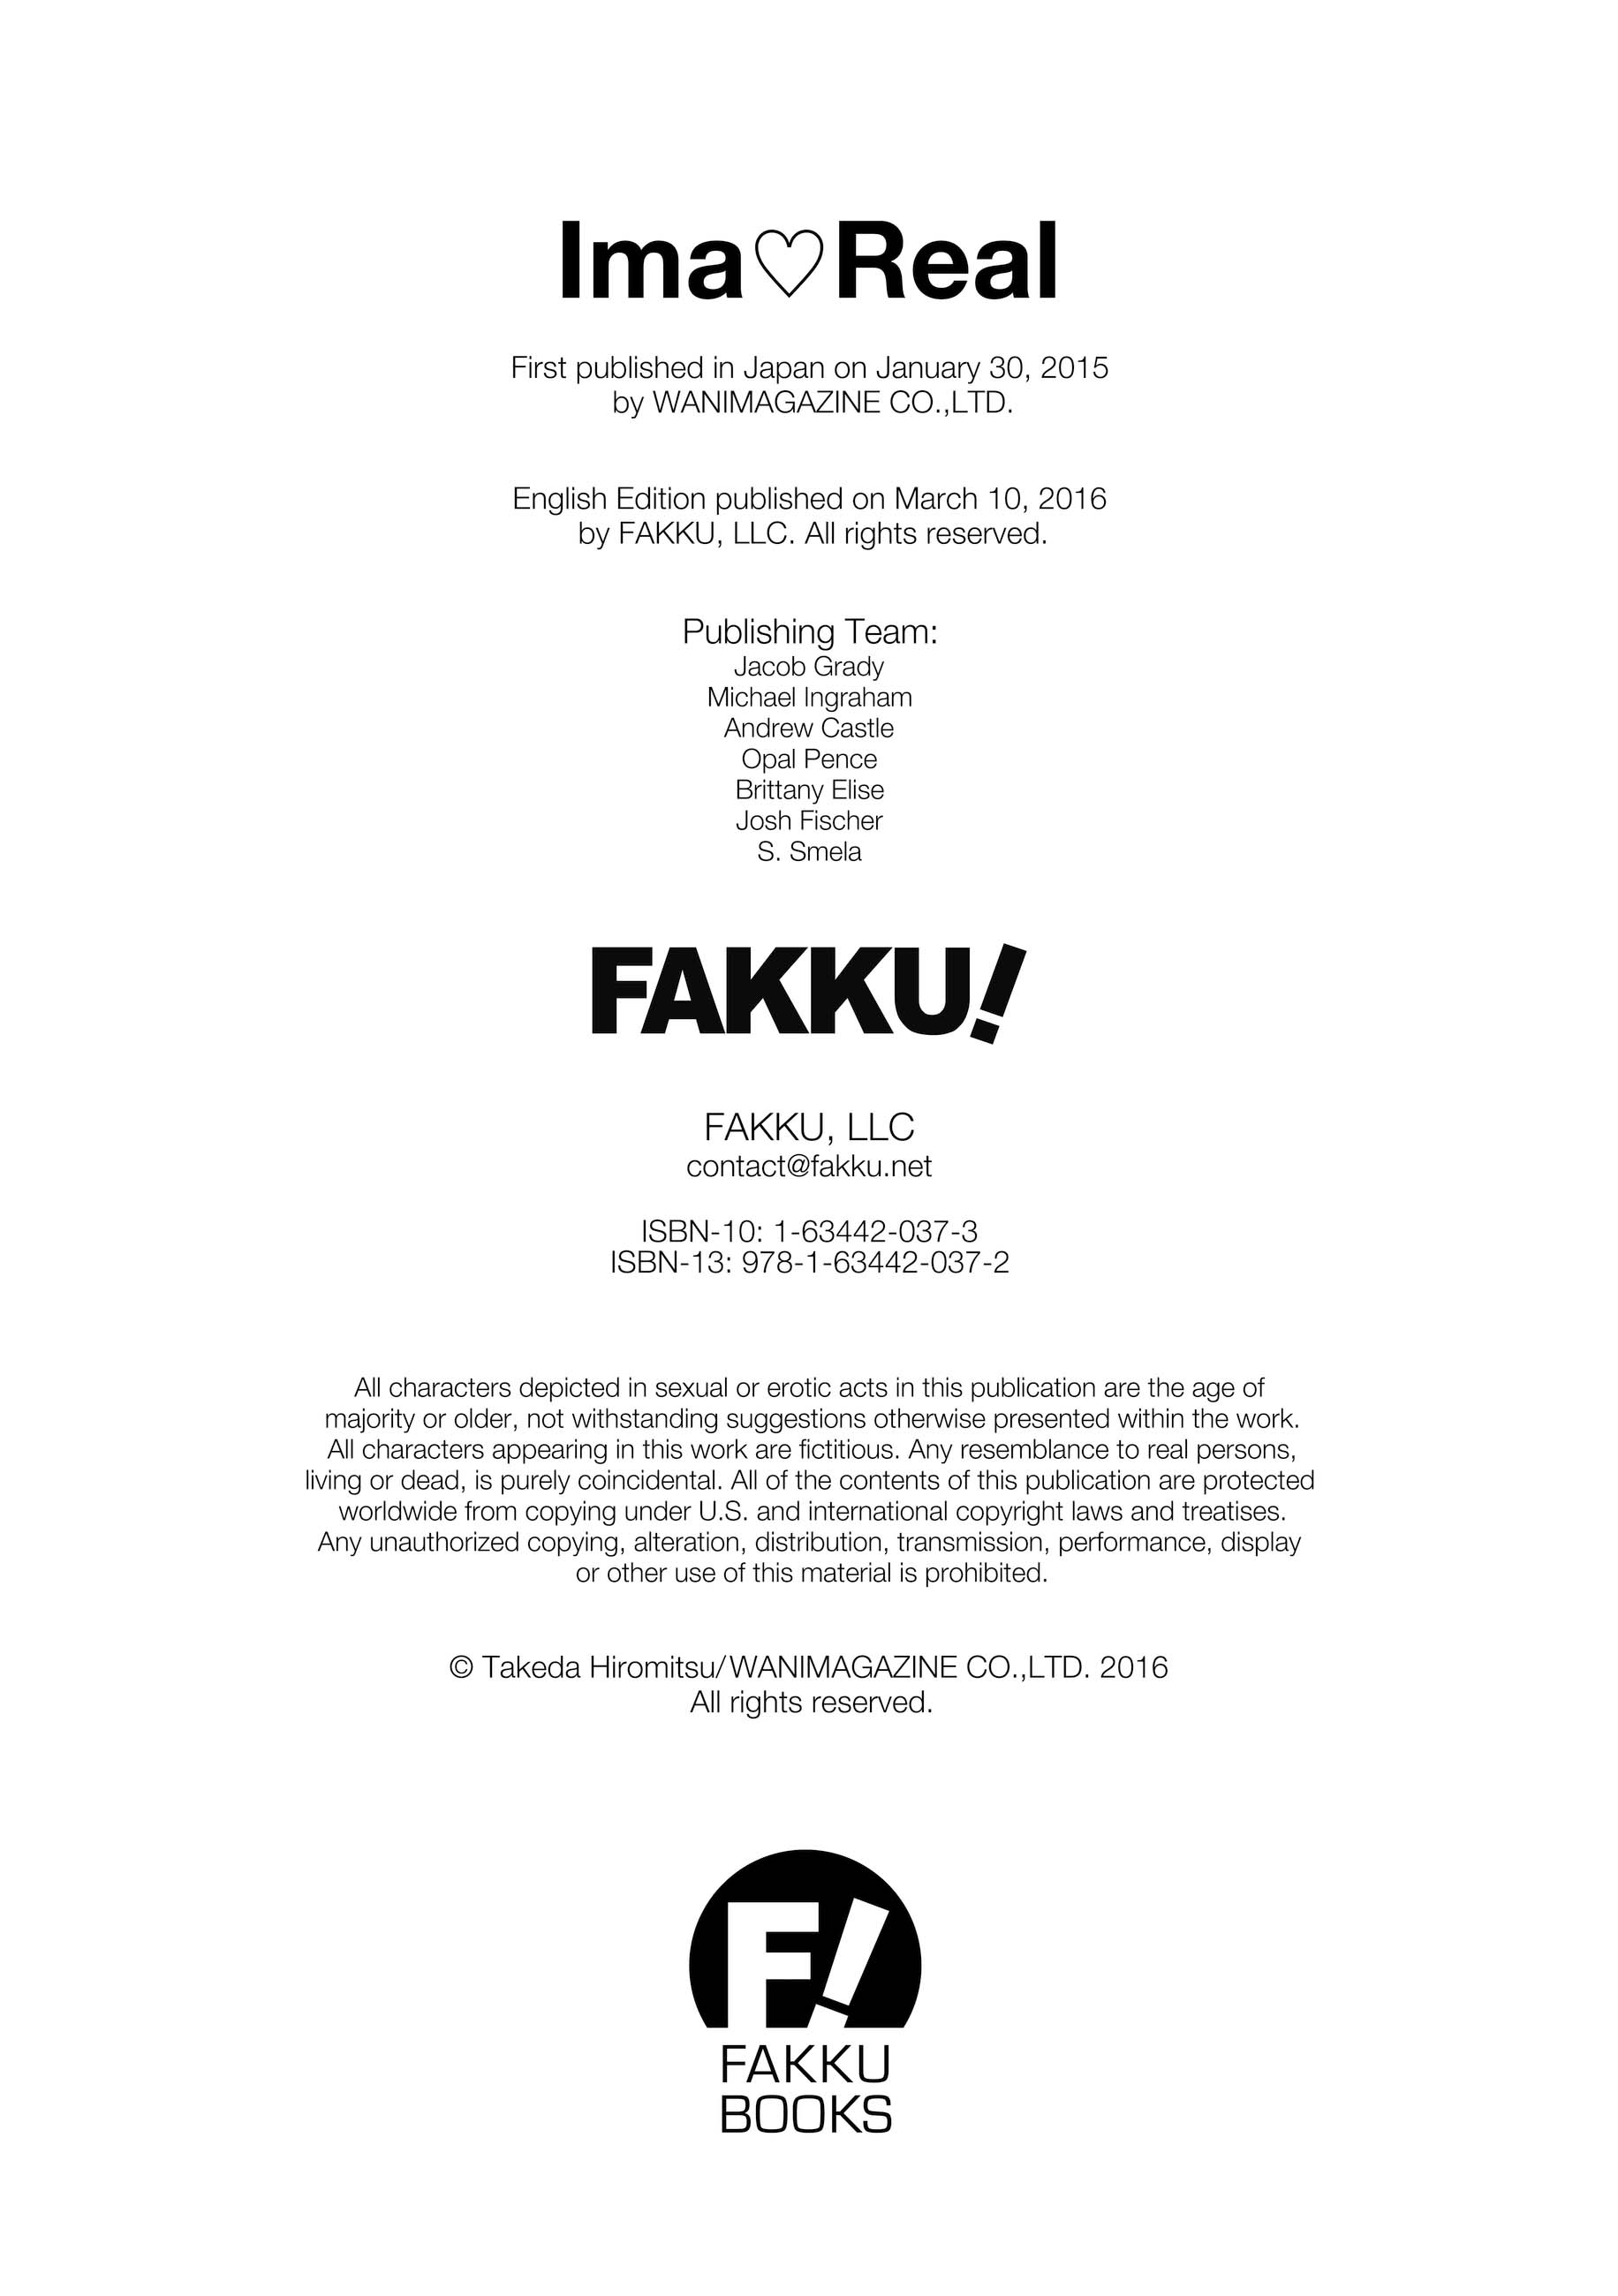 Ima♡Real
First published in Japan on January 30, 2015
by WANIMAGAZINE CO.,LTD.
English Edition published on March 10, 2016
by FAKKU, LLC. All rights reserved.
Publishing Team:
Jacob Grady
Michael Ingraham
Andrew Castle
Opal Pence
Brittany Elise
Josh Fischer
S. Smela
FAKKU!
FAKKU, LLC
contact@fakku.net
ISBN-10: 1-63442-037-3
ISBN-13: 978-1-63442-037-2
All characters depicted in sexual or erotic acts in this publication are the age of
majority or older, not withstanding suggestions otherwise presented within the work.
All characters appearing in this work are fictitious. Any resemblance to real persons,
living or dead, is purely coincidental. All of the contents of this publication are protected
worldwide from copying under U.S. and international copyright laws and treatises.
Any unauthorized copying, alteration, distribution, transmission, performance, display
or other use of this material is prohibited.
© Takeda Hiromitsu/WANIMAGAZINE CO.,LTD. 2016
All rights reserved.
F!
FAKKU
BOOKS